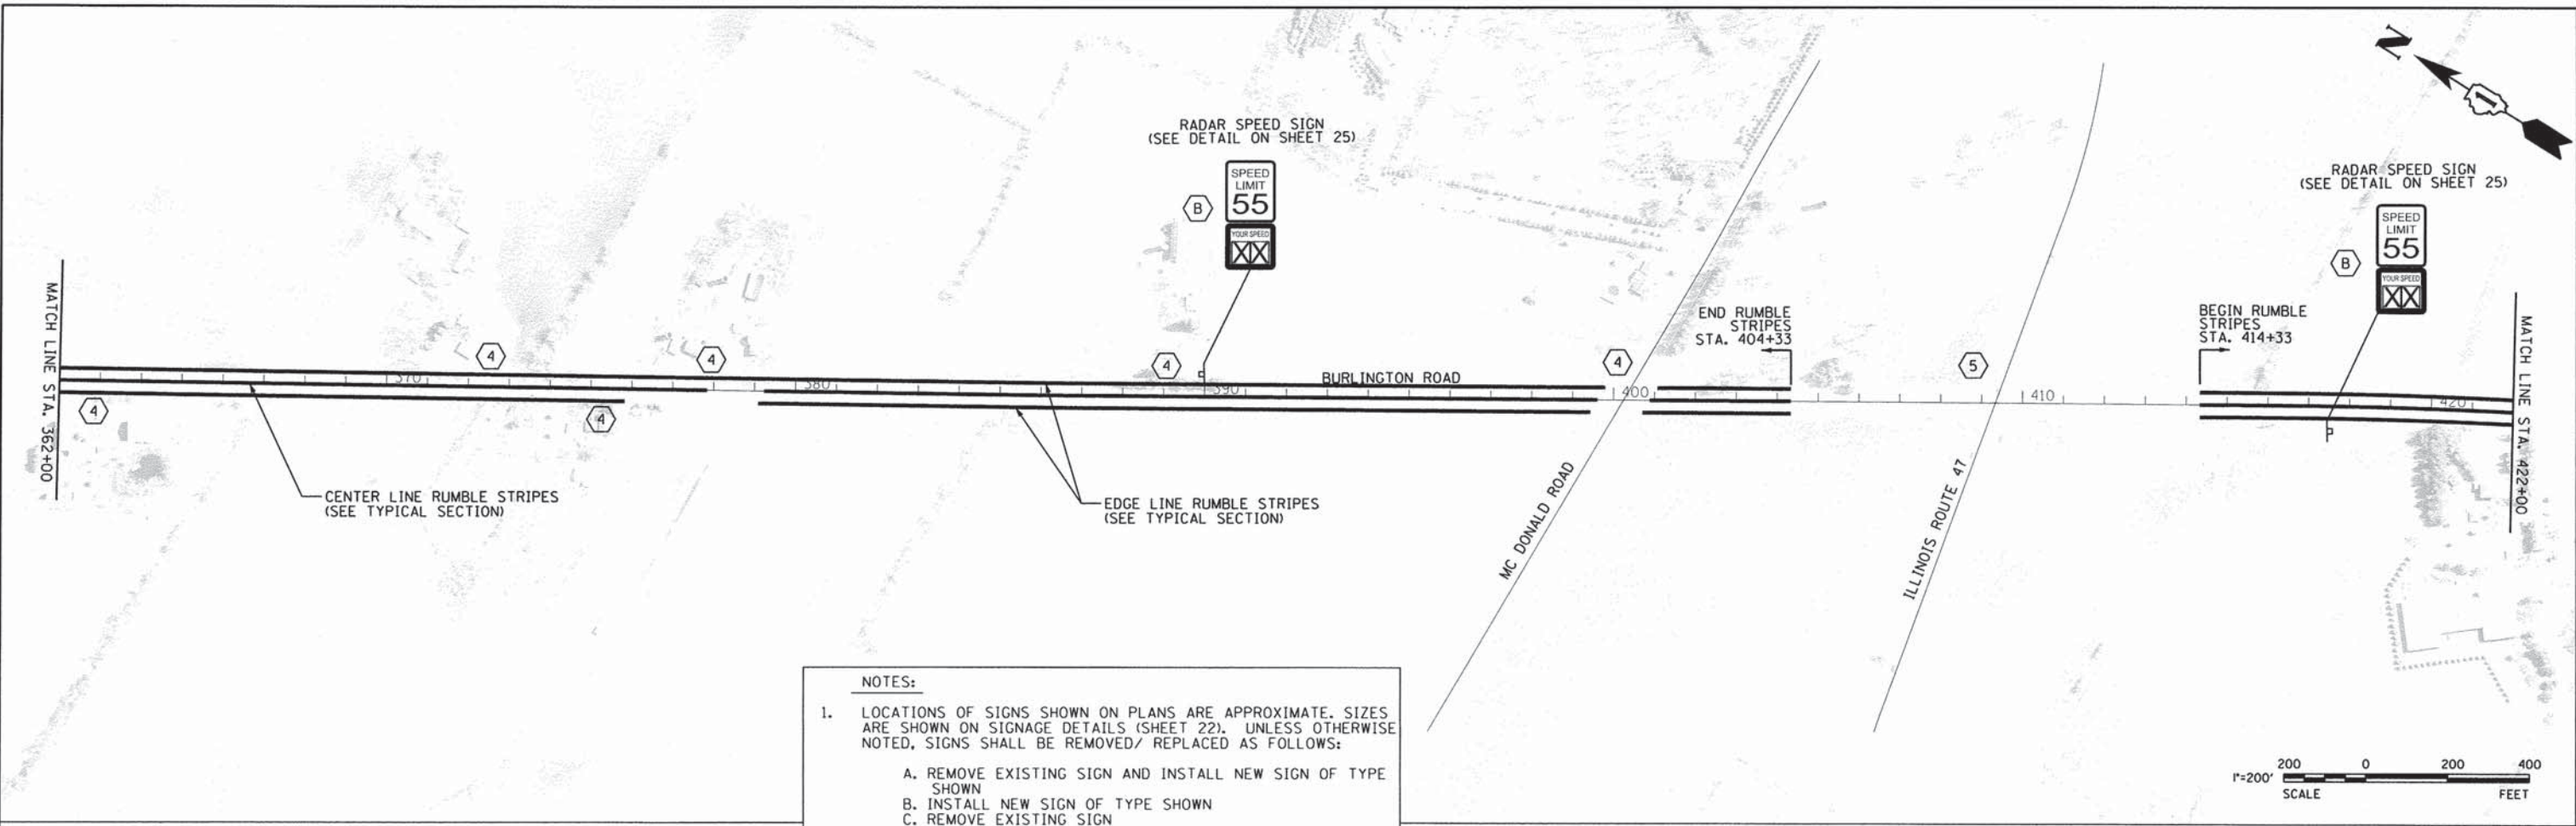 N
RADAR SPEED SIGN
(SEE DETAIL ON SHEET 25)
SPEED
LIMIT
55
YOUR SPEED
XX
B
RADAR SPEED SIGN
(SEE DETAIL ON SHEET 25)
SPEED
LIMIT
55
YOUR SPEED
XX
B
MATCH LINE STA. 362+00
4
4
4
4
4
4
5
370
380
390
400
410
420
BURLINGTON ROAD
END RUMBLE
STRIPES
STA. 404+33
BEGIN RUMBLE
STRIPES
STA. 414+33
MATCH LINE STA. 422+00
CENTER LINE RUMBLE STRIPES
(SEE TYPICAL SECTION)
EDGE LINE RUMBLE STRIPES
(SEE TYPICAL SECTION)
MC DONALD ROAD
ILLINOIS ROUTE 47
NOTES:
1. LOCATIONS OF SIGNS SHOWN ON PLANS ARE APPROXIMATE. SIZES
ARE SHOWN ON SIGNAGE DETAILS (SHEET 22). UNLESS OTHERWISE
NOTED, SIGNS SHALL BE REMOVED/ REPLACED AS FOLLOWS:
A. REMOVE EXISTING SIGN AND INSTALL NEW SIGN OF TYPE
SHOWN
B. INSTALL NEW SIGN OF TYPE SHOWN
C. REMOVE EXISTING SIGN
200 0 200 400
1"=200'
SCALE FEET